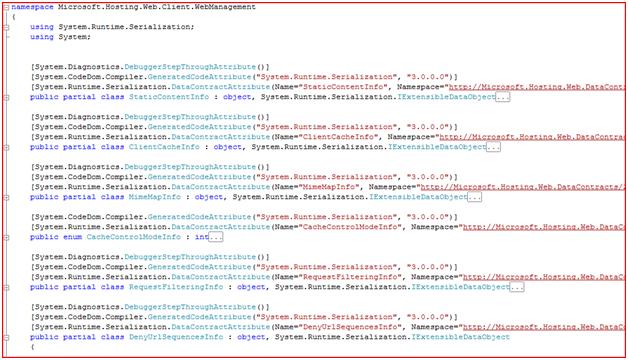 namespace Microsoft.Hosting.Web.Client.WebManagement
{
using System.Runtime.Serialization;
using System;
[System.Diagnostics.DebuggerStepThroughAttribute()]
[System.CodeDom.Compiler.GeneratedCodeAttribute("System.Runtime.Serialization", "3.0.0.0")]
[System.Runtime.Serialization.DataContractAttribute(Name="StaticContentInfo", Namespace="http://Microsoft.Hosting.Web.DataCont
public partial class StaticContentInfo : object, System.Runtime.Serialization.IExtensibleDataObject...
[System.Diagnostics.DebuggerStepThroughAttribute()]
[System.CodeDom.Compiler.GeneratedCodeAttribute("System.Runtime.Serialization", "3.0.0.0")]
[System.Runtime.Serialization.DataContractAttribute(Name="ClientCacheInfo", Namespace="http://Microsoft.Hosting.Web.DataContrac
public partial class ClientCacheInfo : object, System.Runtime.Serialization.IExtensibleDataObject...
[System.Diagnostics.DebuggerStepThroughAttribute()]
[System.CodeDom.Compiler.GeneratedCodeAttribute("System.Runtime.Serialization", "3.0.0.0")]
[System.Runtime.Serialization.DataContractAttribute(Name="MimeMapInfo", Namespace="http://Microsoft.Hosting.Web.DataContracts/2
public partial class MimeMapInfo : object, System.Runtime.Serialization.IExtensibleDataObject...
[System.CodeDom.Compiler.GeneratedCodeAttribute("System.Runtime.Serialization", "3.0.0.0")]
[System.Runtime.Serialization.DataContractAttribute(Name="CacheControlModeInfo", Namespace="http://Microsoft.Hosting.Web.DataC
public enum CacheControlModeInfo : int...
[System.Diagnostics.DebuggerStepThroughAttribute()]
[System.CodeDom.Compiler.GeneratedCodeAttribute("System.Runtime.Serialization", "3.0.0.0")]
[System.Runtime.Serialization.DataContractAttribute(Name="RequestFilteringInfo", Namespace="http://Microsoft.Hosting.Web.DataC
public partial class RequestFilteringInfo : object, System.Runtime.Serialization.IExtensibleDataObject...
[System.Diagnostics.DebuggerStepThroughAttribute()]
[System.CodeDom.Compiler.GeneratedCodeAttribute("System.Runtime.Serialization", "3.0.0.0")]
[System.Runtime.Serialization.DataContractAttribute(Name="DenyUrlSequencesInfo", Namespace="http://Microsoft.Hosting.Web.DataC
public partial class DenyUrlSequencesInfo : object, System.Runtime.Serialization.IExtensibleDataObject
{